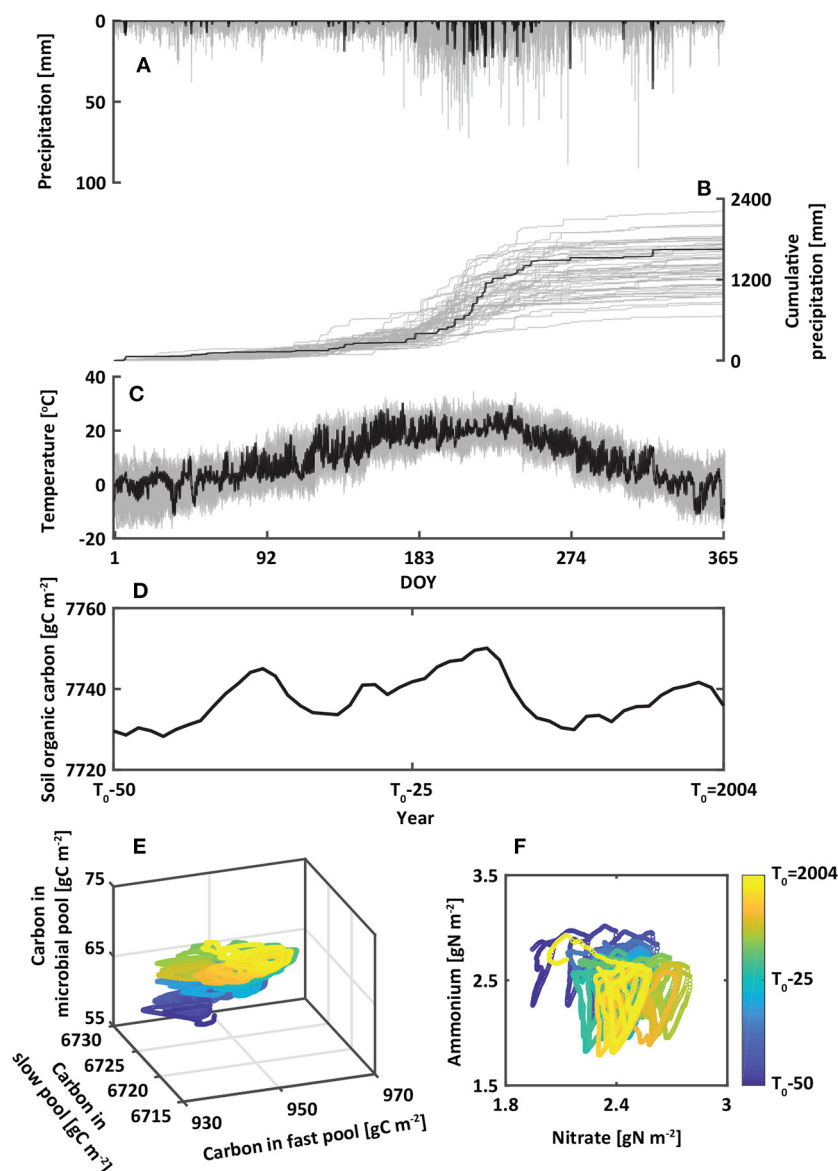 0
A
Precipitation [mm]
50
100
B
2400
1200
0
Cumulative
precipitation [mm]
40
C
20
0
-20
Temperature [°C]
1
92
183
274
365
DOY
D
7760
7740
7720
Soil organic carbon [gC m-2]
T0-50
T0-25
T0=2004
Year
E
75
65
55
Carbon in
microbial pool [gC m-2]
6730
6725
6720
6715
Carbon in
slow pool [gC m-2]
930
950
970
Carbon in fast pool [gC m-2]
F
3.5
2.5
1.5
Ammonium [gN m-2]
1.8
2.4
3
Nitrate [gN m-2]
T0=2004
T0-25
T0-50